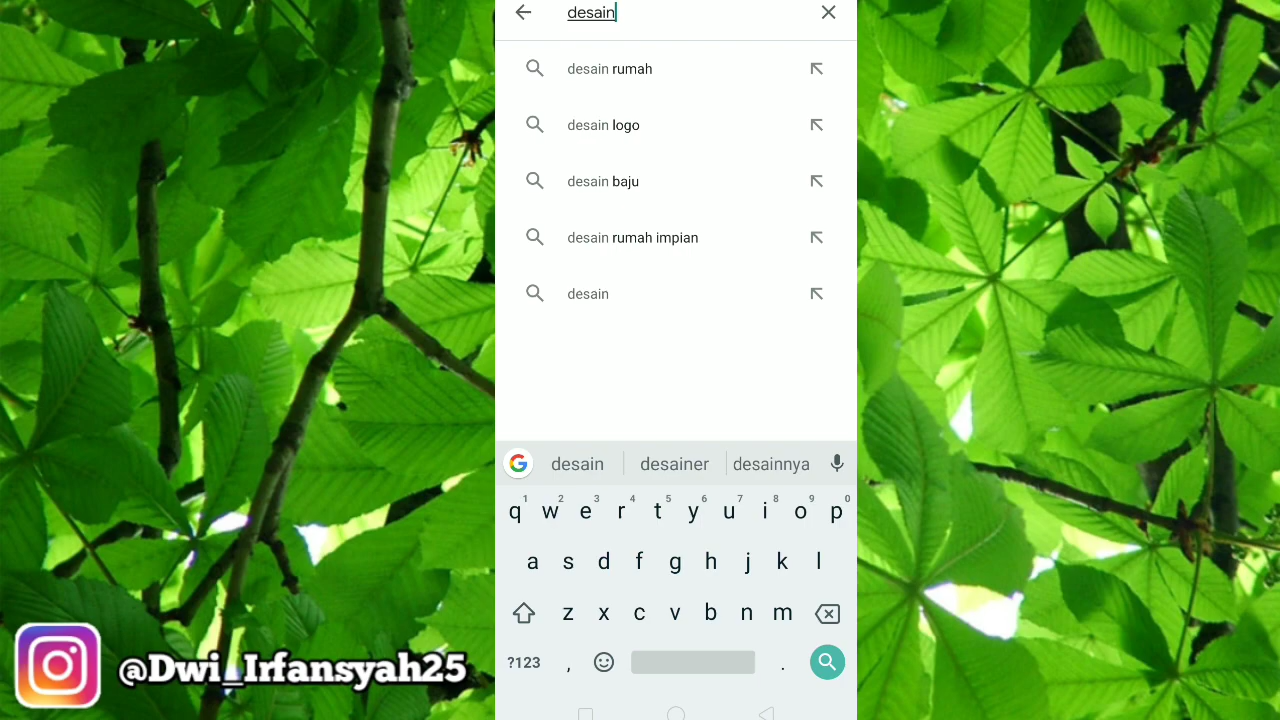 desain
desain rumah
desain logo
desain baju
desain rumah impian
desain
desain desainer desainnya
1 2 3 4 5 6 7 8 9 0
q w e r t y u i o p
a s d f g h j k l
z x c v b n m
?123 , .
@Dwi_Irfansyah25